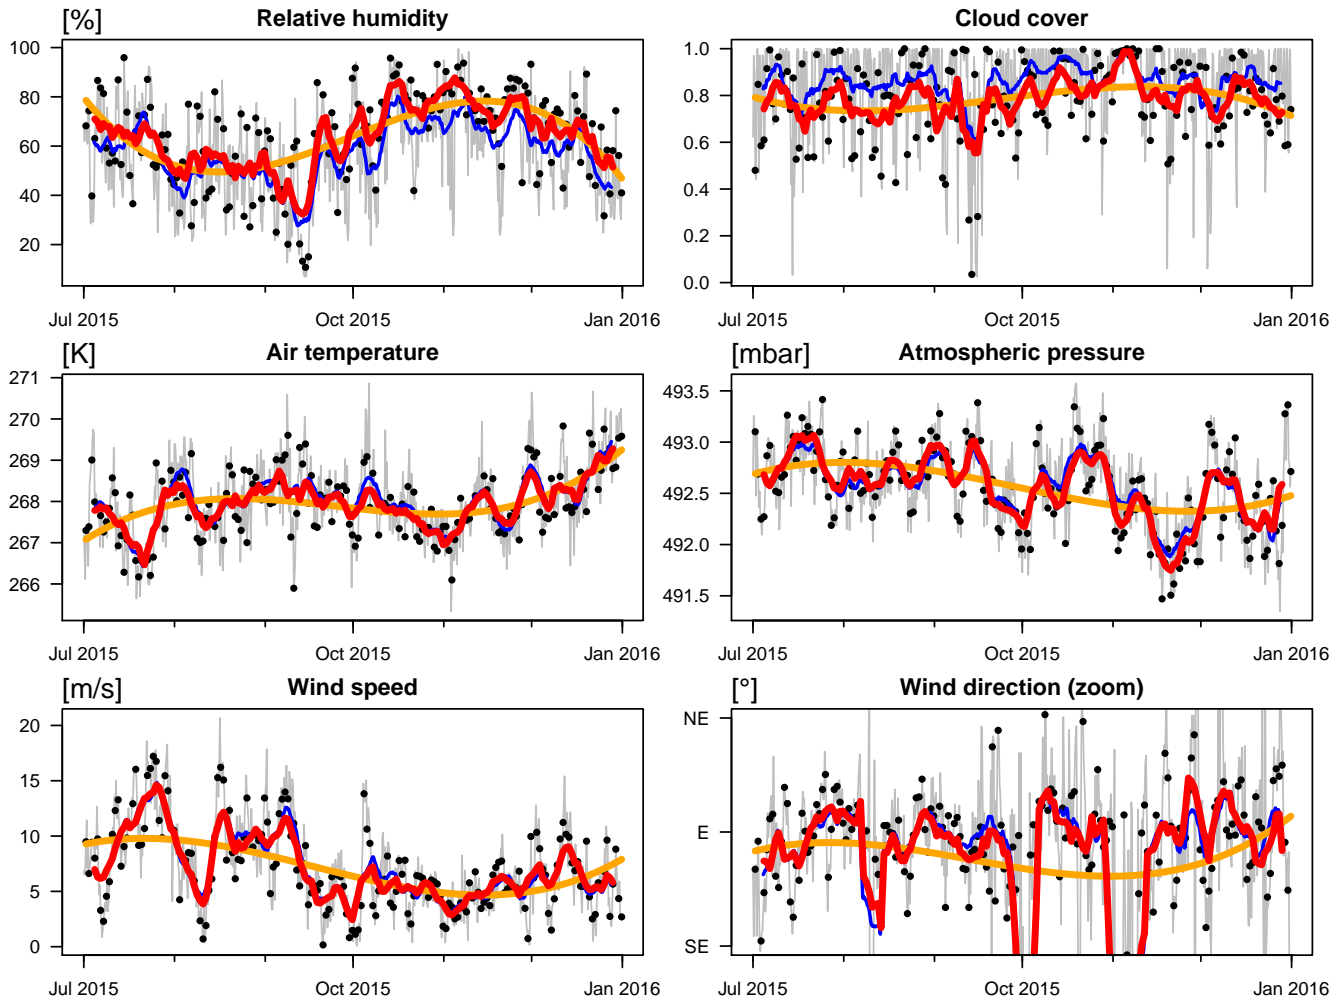 [%] Relative humidity
100
80
60
40
20
Jul 2015 Oct 2015 Jan 2016
Cloud cover
1.0
0.8
0.6
0.4
0.2
0.0
Jul 2015 Oct 2015 Jan 2016
[K] Air temperature
271
270
269
268
267
266
Jul 2015 Oct 2015 Jan 2016
[mbar] Atmospheric pressure
493.5
493.0
492.5
492.0
491.5
Jul 2015 Oct 2015 Jan 2016
[m/s] Wind speed
20
15
10
5
0
Jul 2015 Oct 2015 Jan 2016
[°] Wind direction (zoom)
NE
E
SE
Jul 2015 Oct 2015 Jan 2016